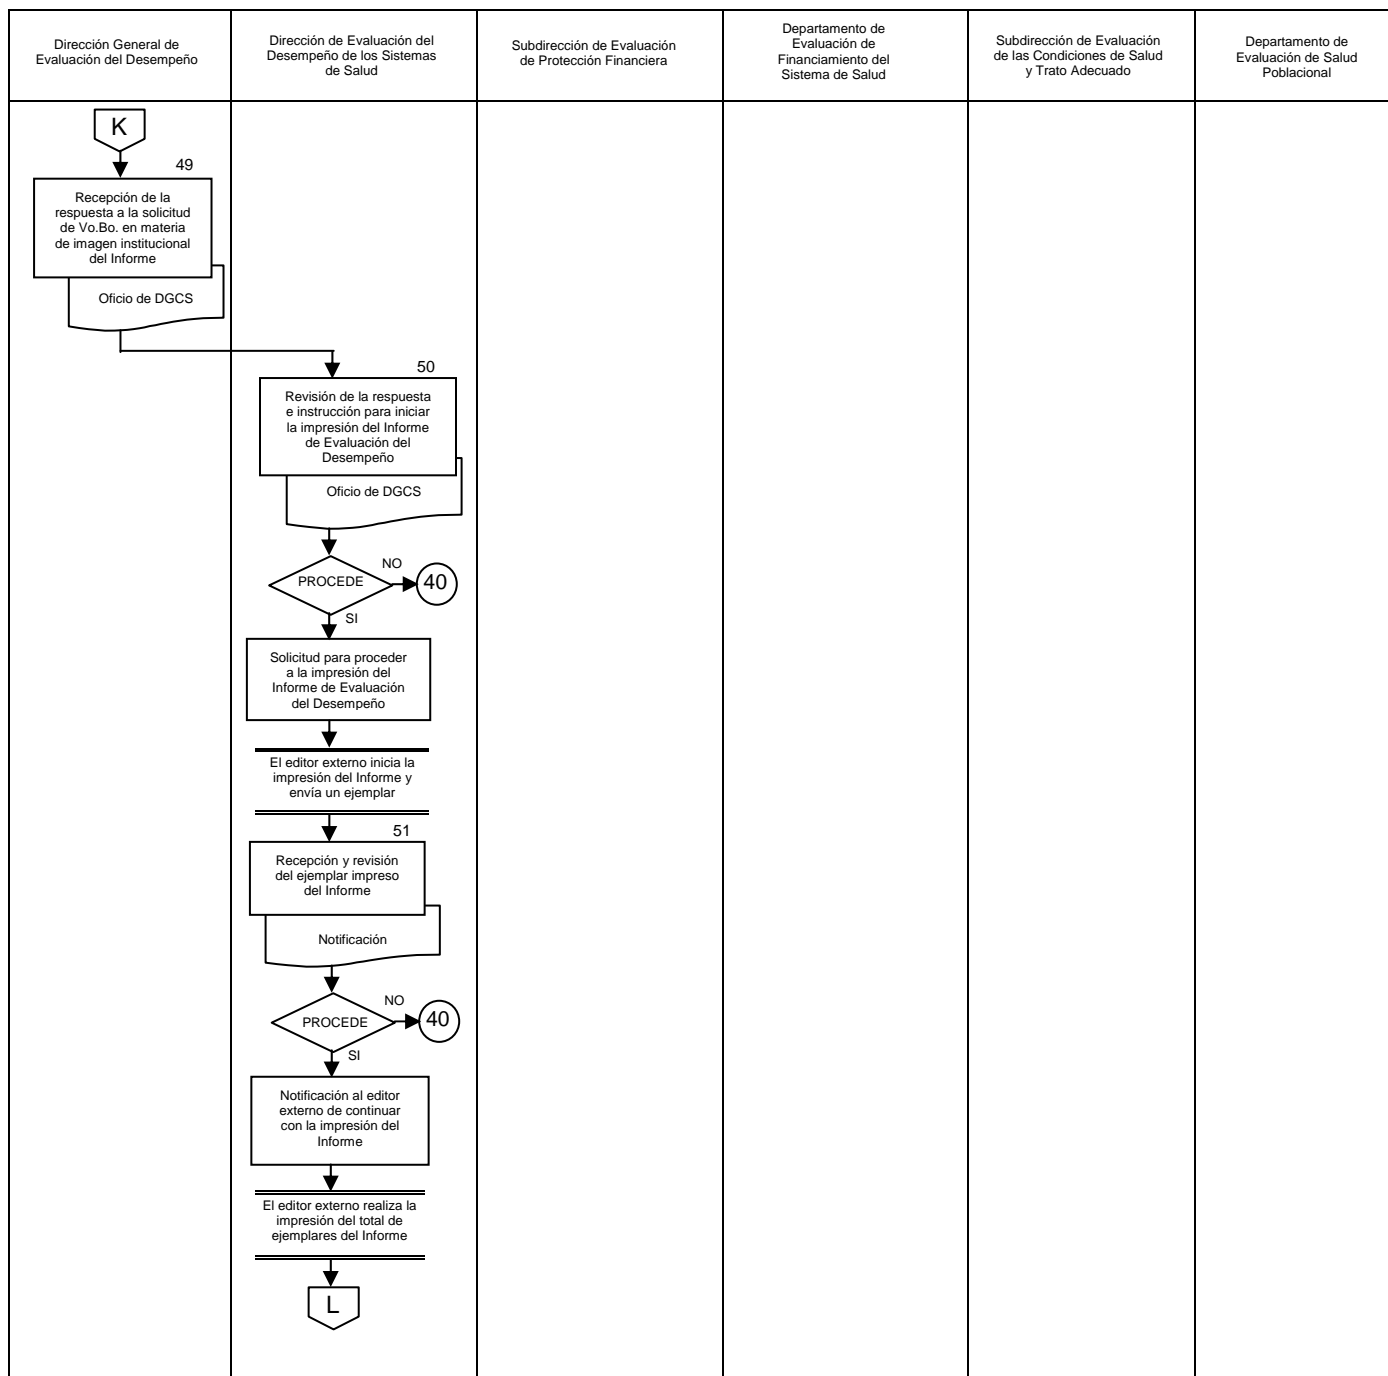 Dirección General de
Evaluación del Desempeño
Dirección de Evaluación del
Desempeño de los Sistemas
de Salud
Subdirección de Evaluación
de Protección Financiera
Departamento de
Evaluación de
Financiamiento del
Sistema de Salud
Subdirección de Evaluación
de las Condiciones de Salud
y Trato Adecuado
Departamento de
Evaluación de Salud
Poblacional
K
49
Recepción de la
respuesta a la solicitud
de Vo.Bo. en materia
de imagen institucional
del Informe
Oficio de DGCS
50
Revisión de la respuesta
e instrucción para iniciar
la impresión del Informe
de Evaluación del
Desempeño
Oficio de DGCS
PROCEDE
NO
40
SI
Solicitud para proceder
a la impresión del
Informe de Evaluación
del Desempeño
El editor externo inicia la
impresión del Informe y
envía un ejemplar
51
Recepción y revisión
del ejemplar impreso
del Informe
Notificación
PROCEDE
NO
40
SI
Notificación al editor
externo de continuar
con la impresión del
Informe
El editor externo realiza la
impresión del total de
ejemplares del Informe
L